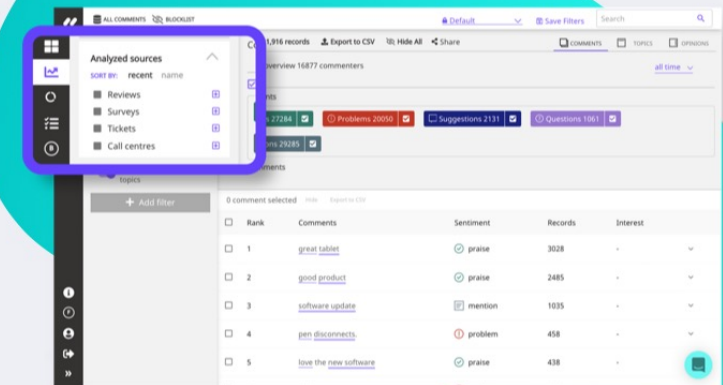 ALL COMMENTS BLOCKLIST Default Save Filters Search
1,916 records Export to CSV Hide All Share COMMENTS TOPICS OPINIONS
Analyzed sources
overview 16877 commenters all time
SORT BY: recent name
Reviews
Surveys
Tickets
Call centres
27284 Problems 20050 Suggestions 2131 Questions 1061
29285
topics
Add filter
0 comment selected Hide Export to CSV
Rank Comments Sentiment Records Interest
1 great tablet praise 3028 -
2 good product praise 2485 -
3 software update mention 1035 -
4 pen disconnects. problem 458 -
5 love the new software praise 438 -